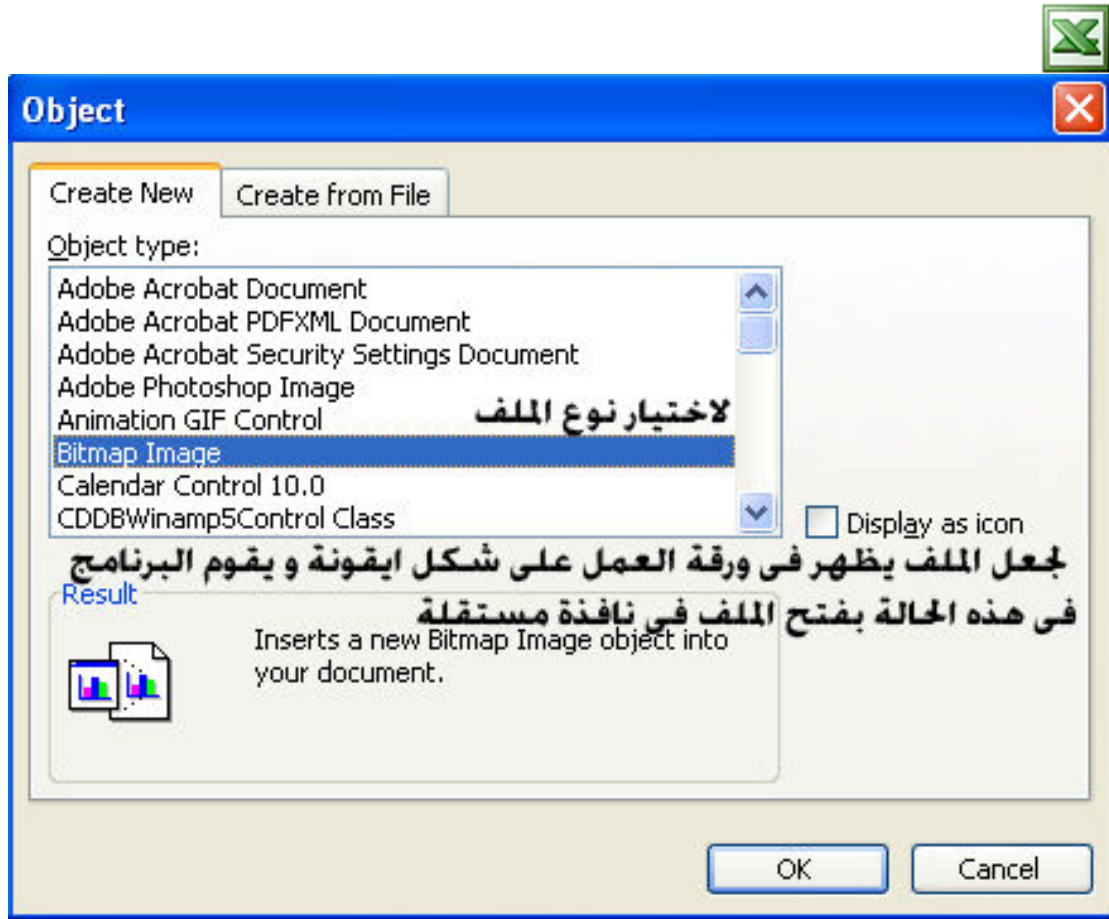 Object
Create New
Create from File
Object type:
Adobe Acrobat Document
Adobe Acrobat PDFXML Document
Adobe Acrobat Security Settings Document
Adobe Photoshop Image
Animation GIF Control
لاختيار نوع الملف
Bitmap Image
Calendar Control 10.0
CDDBWinamp5Control Class
Display as icon
لجعل الملف يظهر فى ورقة العمل على شكل ايقونة و يقوم البرنامج
فى هذه الحالة بفتح الملف فى نافذة مستقلة
Result
Inserts a new Bitmap Image object into
your document.
OK
Cancel